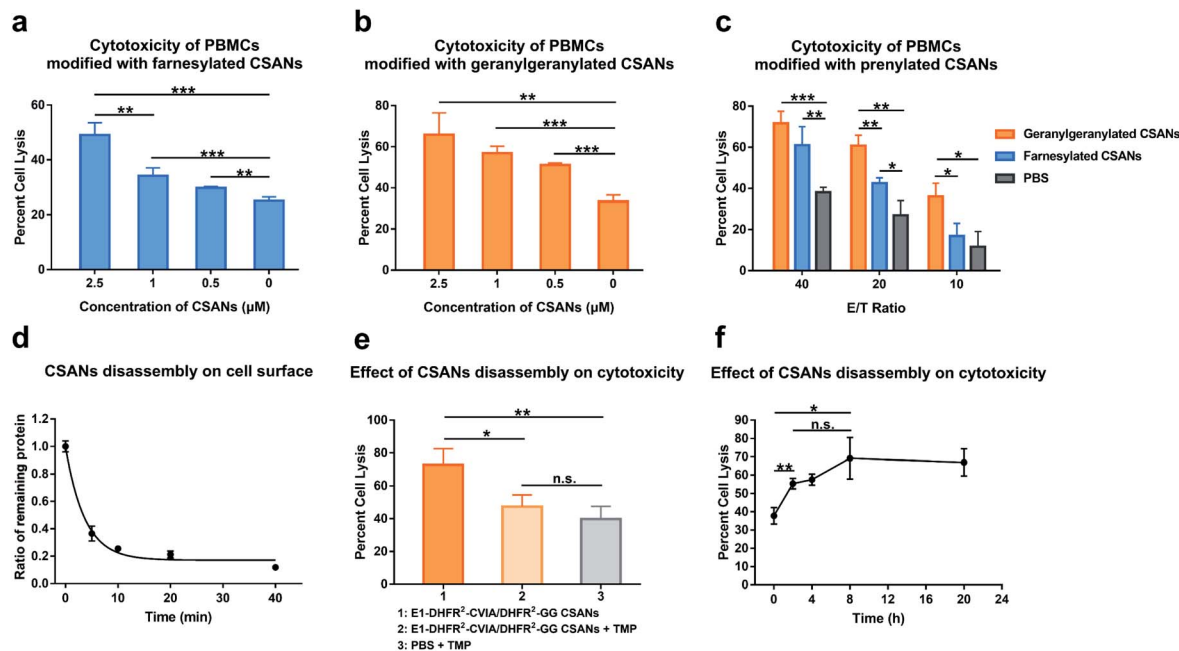 a
Cytotoxicity of PBMCs
modified with farnesylated CSANs
***
**
***
**
60
40
20
0
Percent Cell Lysis
2.5 1 0.5 0
Concentration of CSANs (μM)
b
Cytotoxicity of PBMCs
modified with geranylgeranylated CSANs
**
***
***
80
60
40
20
0
Percent Cell Lysis
2.5 1 0.5 0
Concentration of CSANs (μM)
c
Cytotoxicity of PBMCs
modified with prenylated CSANs
***
**
**
**
*
*
*
80
60
40
20
0
Percent Cell Lysis
40 20 10
E/T Ratio
Geranylgeranylated CSANs
Farnesylated CSANs
PBS
d
CSANs disassembly on cell surface
1.2
1.0
0.8
0.6
0.4
0.2
0.0
Ratio of remaining protein
0 10 20 30 40
Time (min)
e
Effect of CSANs disassembly on cytotoxicity
**
*
n.s.
100
80
60
40
20
0
Percent Cell Lysis
1 2 3
1: E1-DHFR²-CVIA/DHFR²-GG CSANs
2: E1-DHFR²-CVIA/DHFR²-GG CSANs + TMP
3: PBS + TMP
f
Effect of CSANs disassembly on cytotoxicity
*
n.s.
**
90
80
70
60
50
40
30
20
10
0
Percent Cell Lysis
0 4 8 12 16 20 24
Time (h)